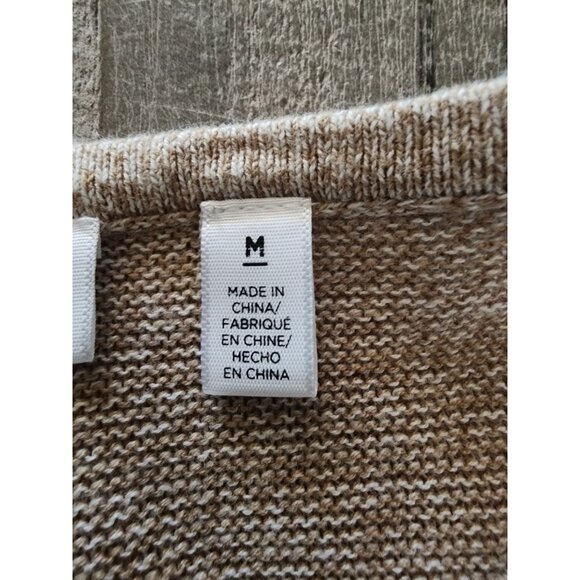 M
MADE IN
CHINA/
FABRIQUÉ
EN CHINE/
HECHO
EN CHINA